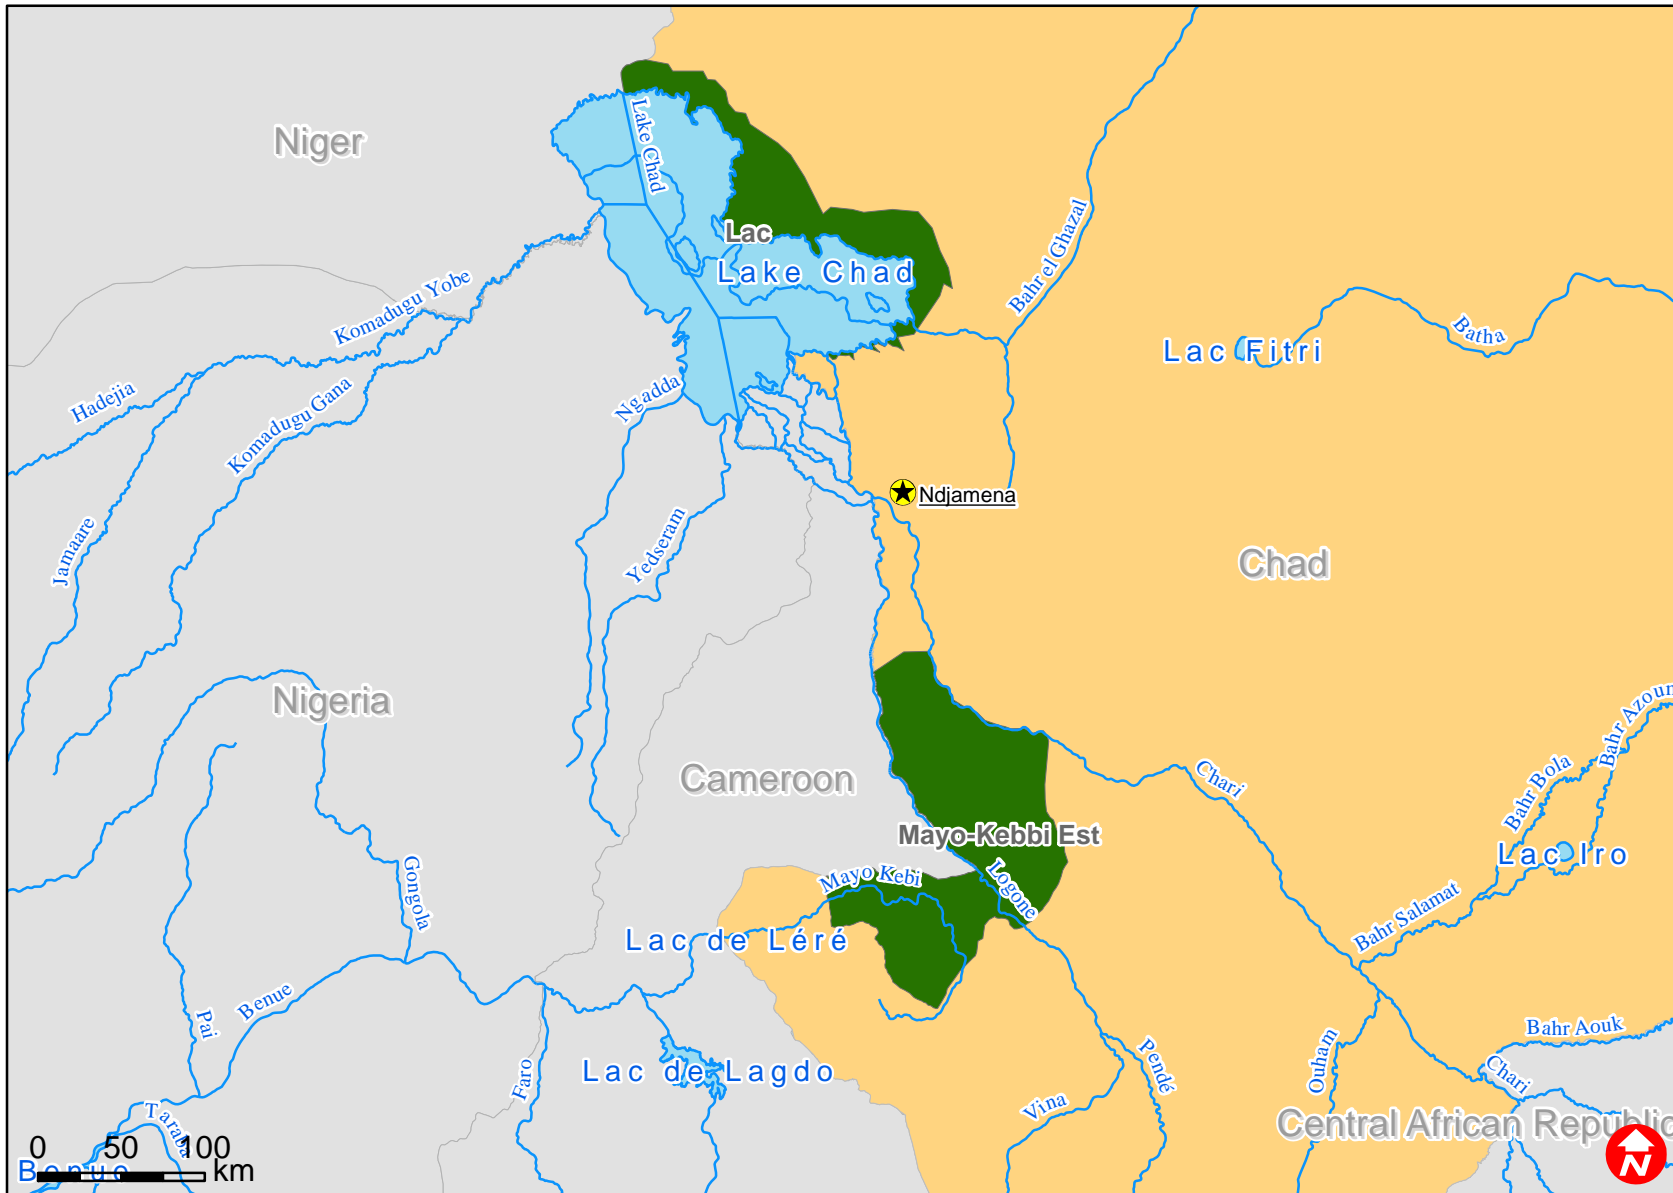 Niger
Lake Chad
Lac
Lake Chad
Bahr el Ghazal
Komadugu Yobe
Lac Fitri
Batha
Hadejia
Komadugu Gana
Ngadda
Ndjamena
Jamaare
Yedseram
Chad
Nigeria
Cameroon
Chari
Bahr Azoum
Bahr Bola
Mayo-Kebbi Est
Lac Iro
Gongola
Mayo Kebi
Logone
Bahr Salamat
Lac de Léré
Benue
Pai
Bahr Aouk
Faro
Lac de Lagdo
Pendé
Ouham
Chari
Vina
Taraba
Central African Republic
0 50 100
km
Benue
N